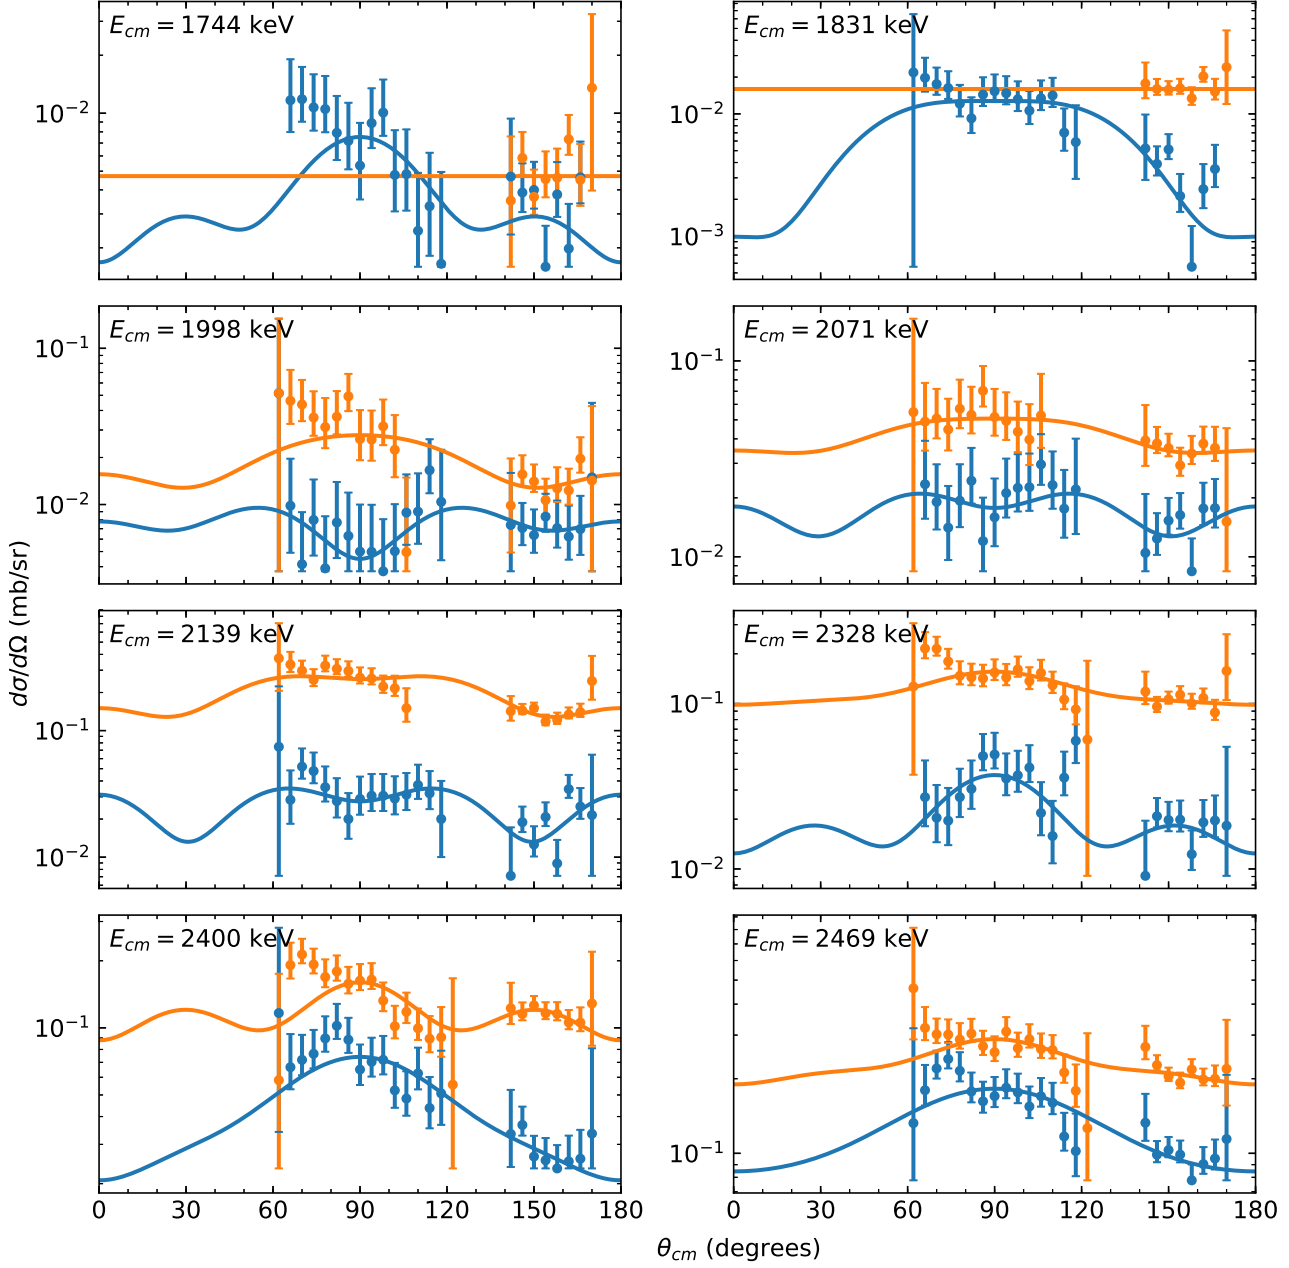 E_cm = 1744 keV
E_cm = 1831 keV
10⁻²
10⁻²
10⁻³
E_cm = 1998 keV
E_cm = 2071 keV
10⁻¹
10⁻²
10⁻¹
10⁻²
dσ/dΩ (mb/sr)
E_cm = 2139 keV
E_cm = 2328 keV
10⁻¹
10⁻²
10⁻¹
10⁻²
E_cm = 2400 keV
E_cm = 2469 keV
10⁻¹
10⁻¹
0 30 60 90 120 150 180
0 30 60 90 120 150 180
θ_cm (degrees)